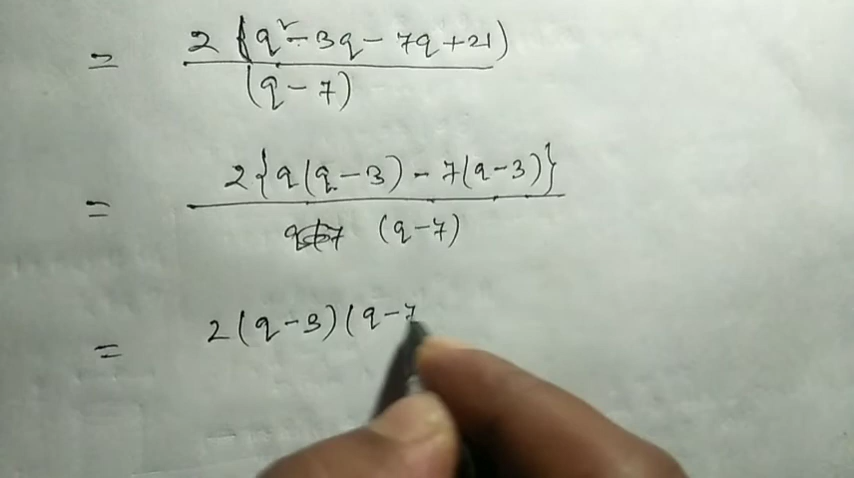 = 2 (q² - 3q - 7q + 21)
(q - 7)
= 2{q(q - 3) - 7(q - 3)}
(q - 7)
= 2(q - 3)(q - 7